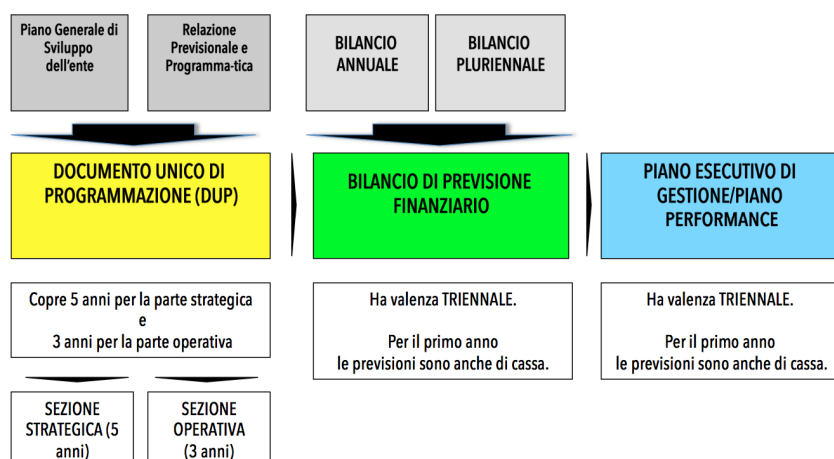 Piano Generale di
Sviluppo
dell'ente
Relazione
Previsionale e
Programma-tica
BILANCIO
ANNUALE
BILANCIO
PLURIENNALE
DOCUMENTO UNICO DI
PROGRAMMAZIONE (DUP)
BILANCIO DI PREVISIONE
FINANZIARIO
PIANO ESECUTIVO DI
GESTIONE/PIANO
PERFORMANCE
Copre 5 anni per la parte strategica
e
3 anni per la parte operativa
Ha valenza TRIENNALE.
Per il primo anno
le previsioni sono anche di cassa.
Ha valenza TRIENNALE.
Per il primo anno
le previsioni sono anche di cassa.
SEZIONE
STRATEGICA (5
anni)
SEZIONE
OPERATIVA
(3 anni)